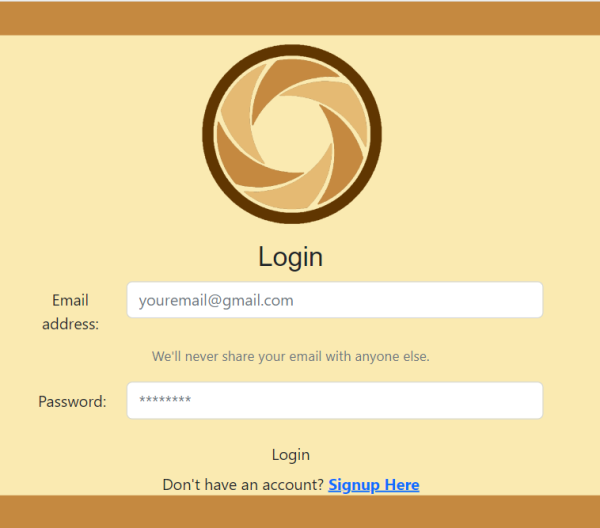 Login
Email
address:
youremail@gmail.com
We'll never share your email with anyone else.
Password:
********
Login
Don't have an account? Signup Here